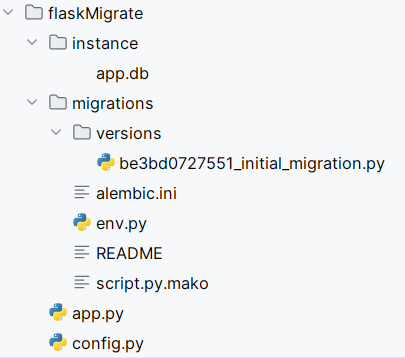 flaskMigrate
instance
app.db
migrations
versions
be3bd0727551_initial_migration.py
alembic.ini
env.py
README
script.py.mako
app.py
config.py